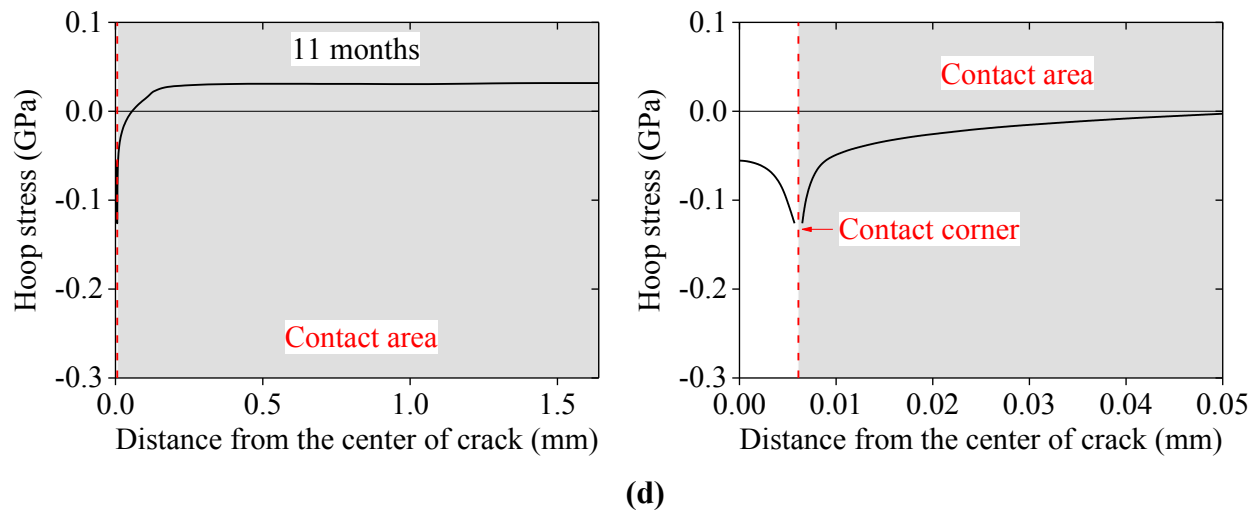 0.1
0.0
-0.1
-0.2
-0.3
Hoop stress (GPa)
11 months
Contact area
0.0 0.5 1.0 1.5
Distance from the center of crack (mm)
0.1
0.0
-0.1
-0.2
-0.3
Hoop stress (GPa)
Contact area
Contact corner
0.00 0.01 0.02 0.03 0.04 0.05
Distance from the center of crack (mm)
(d)